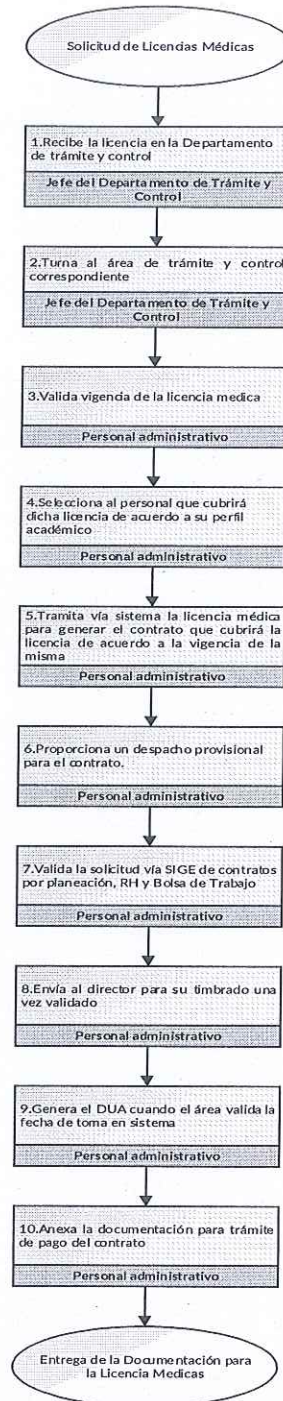 Solicitud de Licencias Médicas
1.Recibe la licencia en la Departamento
de trámite y control
Jefe del Departamento de Trámite y
Control
2.Turna al área de trámite y control
correspondiente
Jefe del Departamento de Trámite y
Control
3.Valida vigencia de la licencia medica
Personal administrativo
4.Selecciona al personal que cubrirá
dicha licencia de acuerdo a su perfil
académico
Personal administrativo
5.Tramita vía sistema la licencia médica
para generar el contrato que cubrirá la
licencia de acuerdo a la vigencia de la
misma
Personal administrativo
6.Proporciona un despacho provisional
para el contrato.
Personal administrativo
7.Valida la solicitud vía SIGE de contratos
por planeación, RH y Bolsa de Trabajo
Personal administrativo
8.Envía al director para su timbrado una
vez validado
Personal administrativo
9.Genera el DUA cuando el área valida la
fecha de toma en sistema
Personal administrativo
10.Anexa la documentación para trámite
de pago del contrato
Personal administrativo
Entrega de la Documentación para
la Licencia Medicas